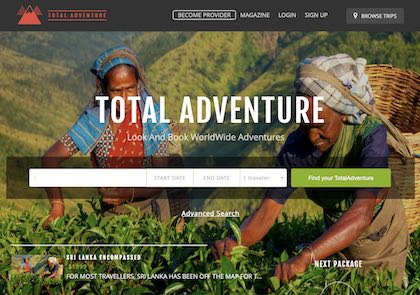 TOTAL ADVENTURE
BECOME PROVIDER
MAGAZINE
LOGIN
SIGN UP
BROWSE TRIPS
TOTAL ADVENTURE
Look And Book WorldWide Adventures
START DATE
END DATE
1 traveler
Find your TotalAdventure
Advanced Search
SRI LANKA ENCOMPASSED
FOR MOST TRAVELLERS, SRI LANKA HAS BEEN OFF THE MAP FOR T...
NEXT PACKAGE